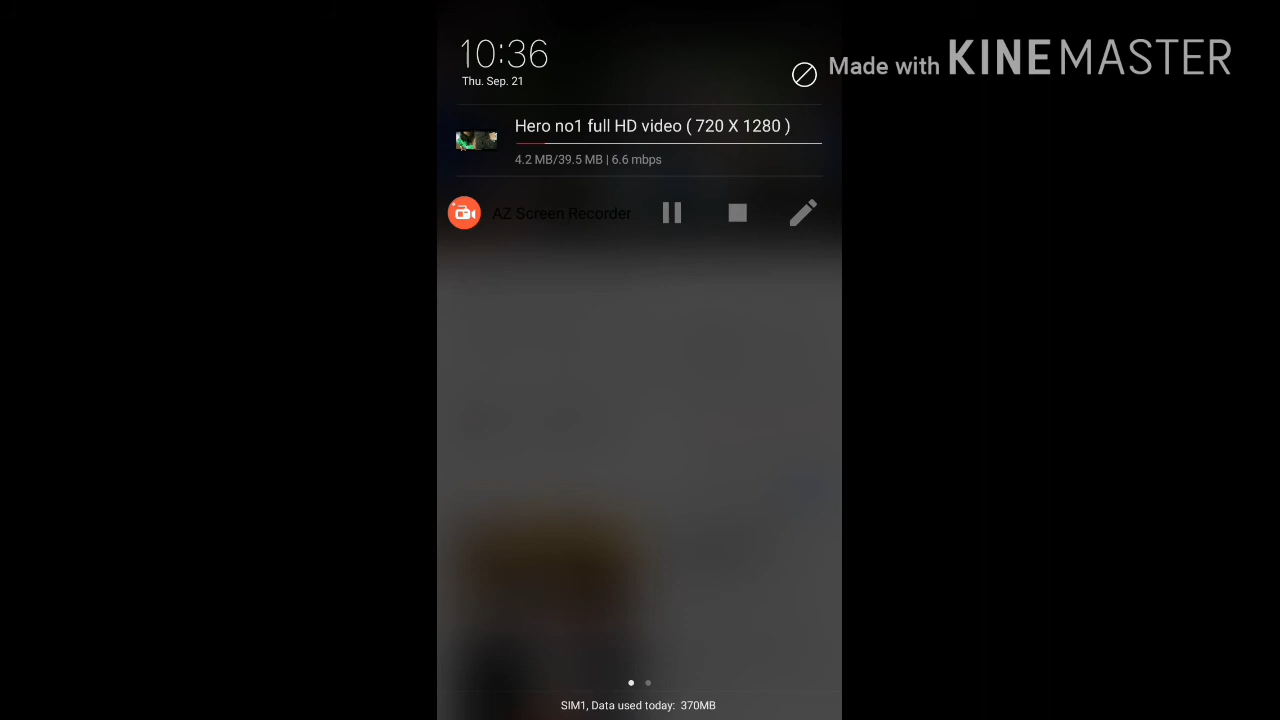 10:36
Thu. Sep. 21
Made with KINEMASTER
Hero no1 full HD video ( 720 X 1280 )
4.2 MB/39.5 MB | 6.6 mbps
AZ Screen Recorder
SIM1, Data used today: 370MB